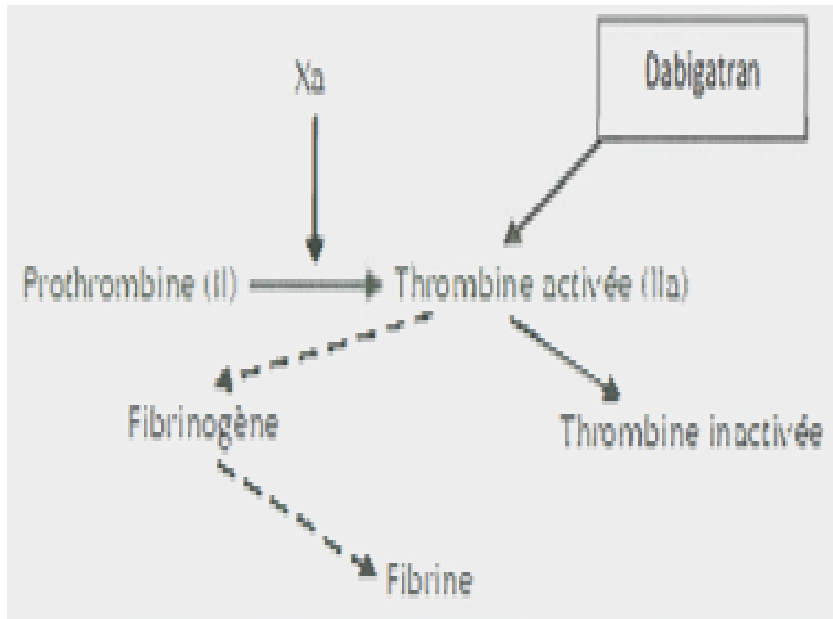 Xa
Dabigatran
Prothrombine (II)
Thrombine activée (IIa)
Fibrinogène
Thrombine inactivée
Fibrine